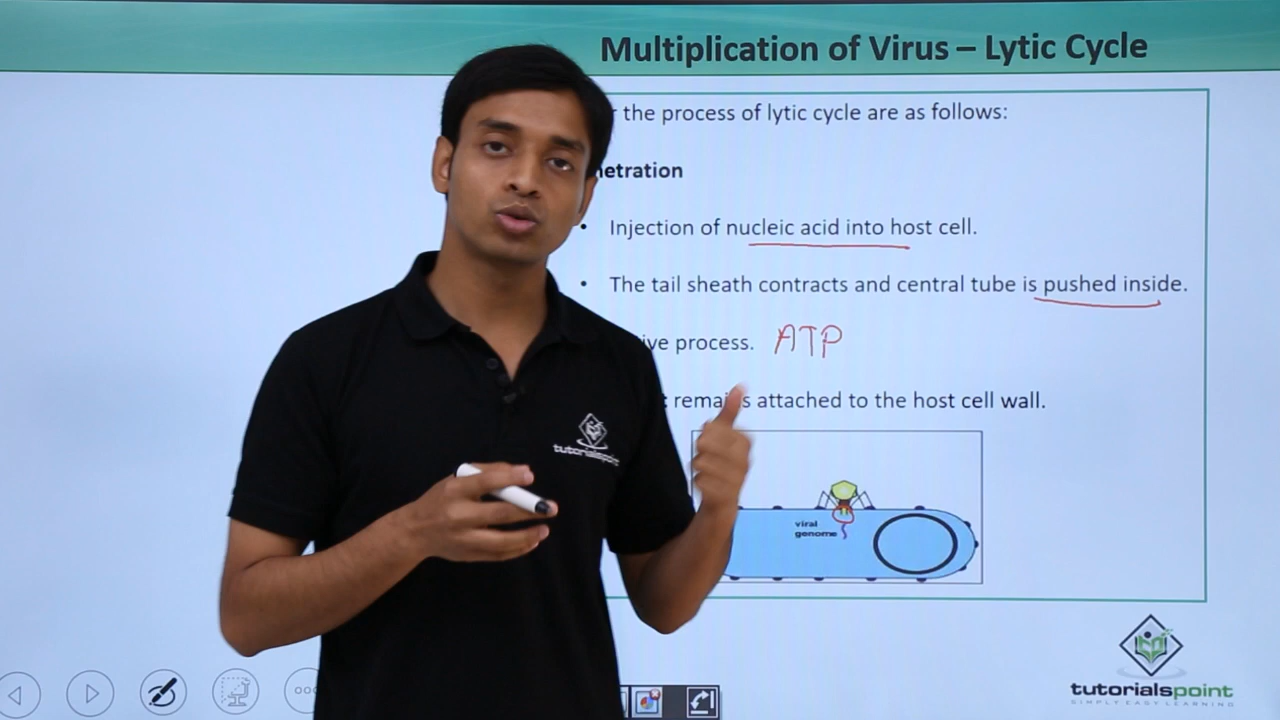 Multiplication of Virus – Lytic Cycle
the process of lytic cycle are as follows:
netration
• Injection of nucleic acid into host cell.
• The tail sheath contracts and central tube is pushed inside.
ive process. ATP
remains attached to the host cell wall.
tutorialspoint
viral
genome
tutorialspoint
SIMPLY EASY LEARNING